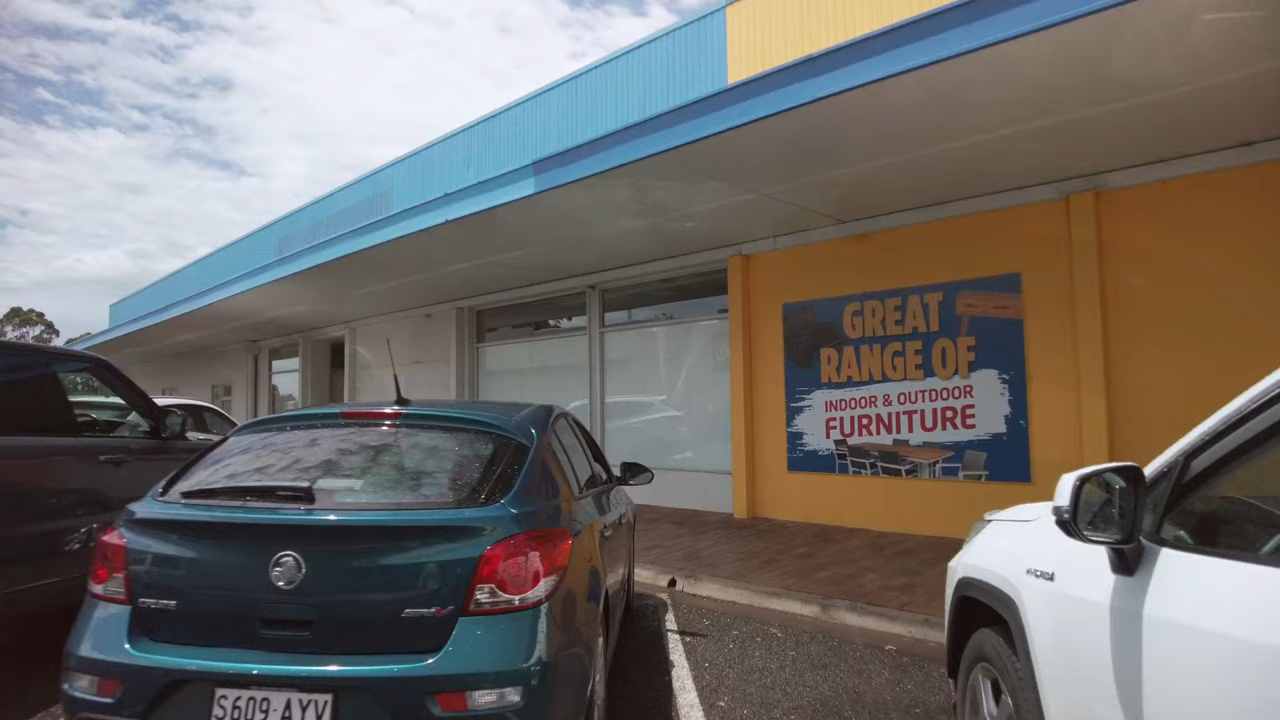 GREAT
RANGE OF
INDOOR & OUTDOOR
FURNITURE
CRUZE
SRi V
S609·AYV
HYBRID